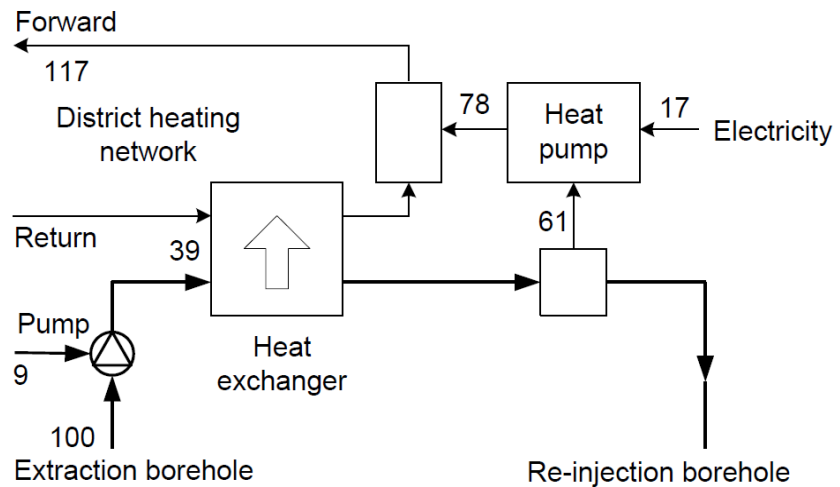 Forward
117
District heating
network
78
Heat
pump
17
Electricity
Return
39
61
Pump
9
Heat
exchanger
100
Extraction borehole
Re-injection borehole